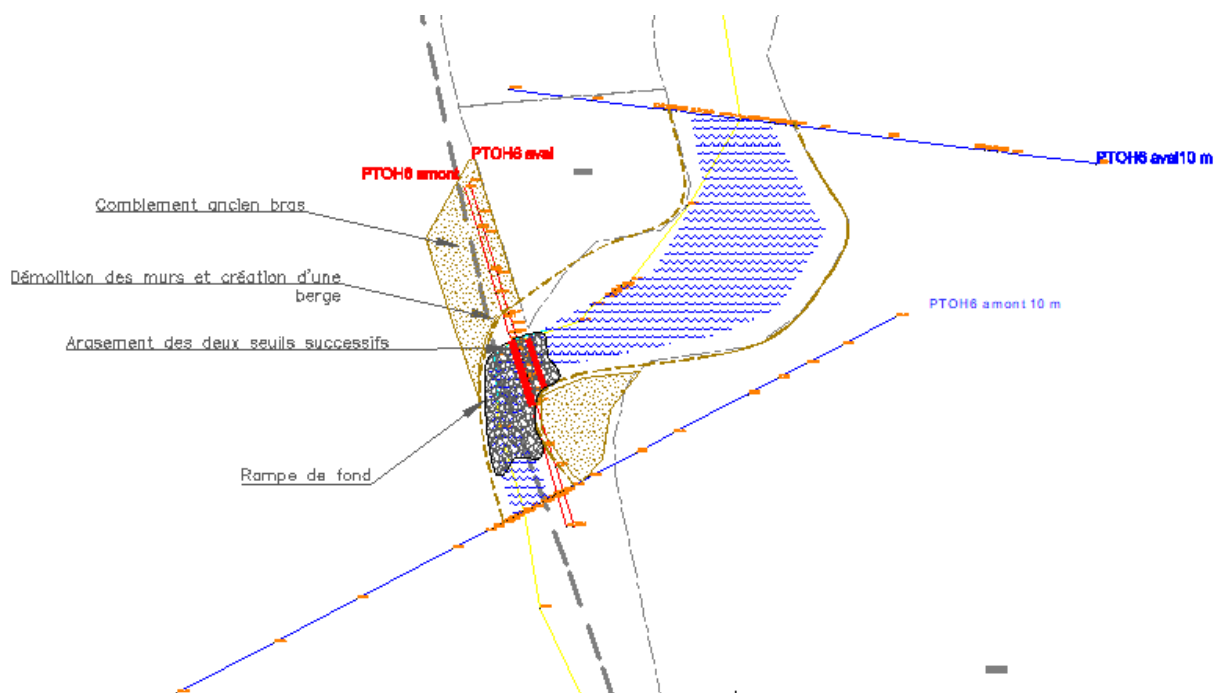 PTOH6 aval
PTOH6 amont
PTOH6 aval10 m
Comblement ancien bras
Démolition des murs et création d'une
berge
PTOH6 amont 10 m
Arasement des deux seuils successifs
Rampe de fond